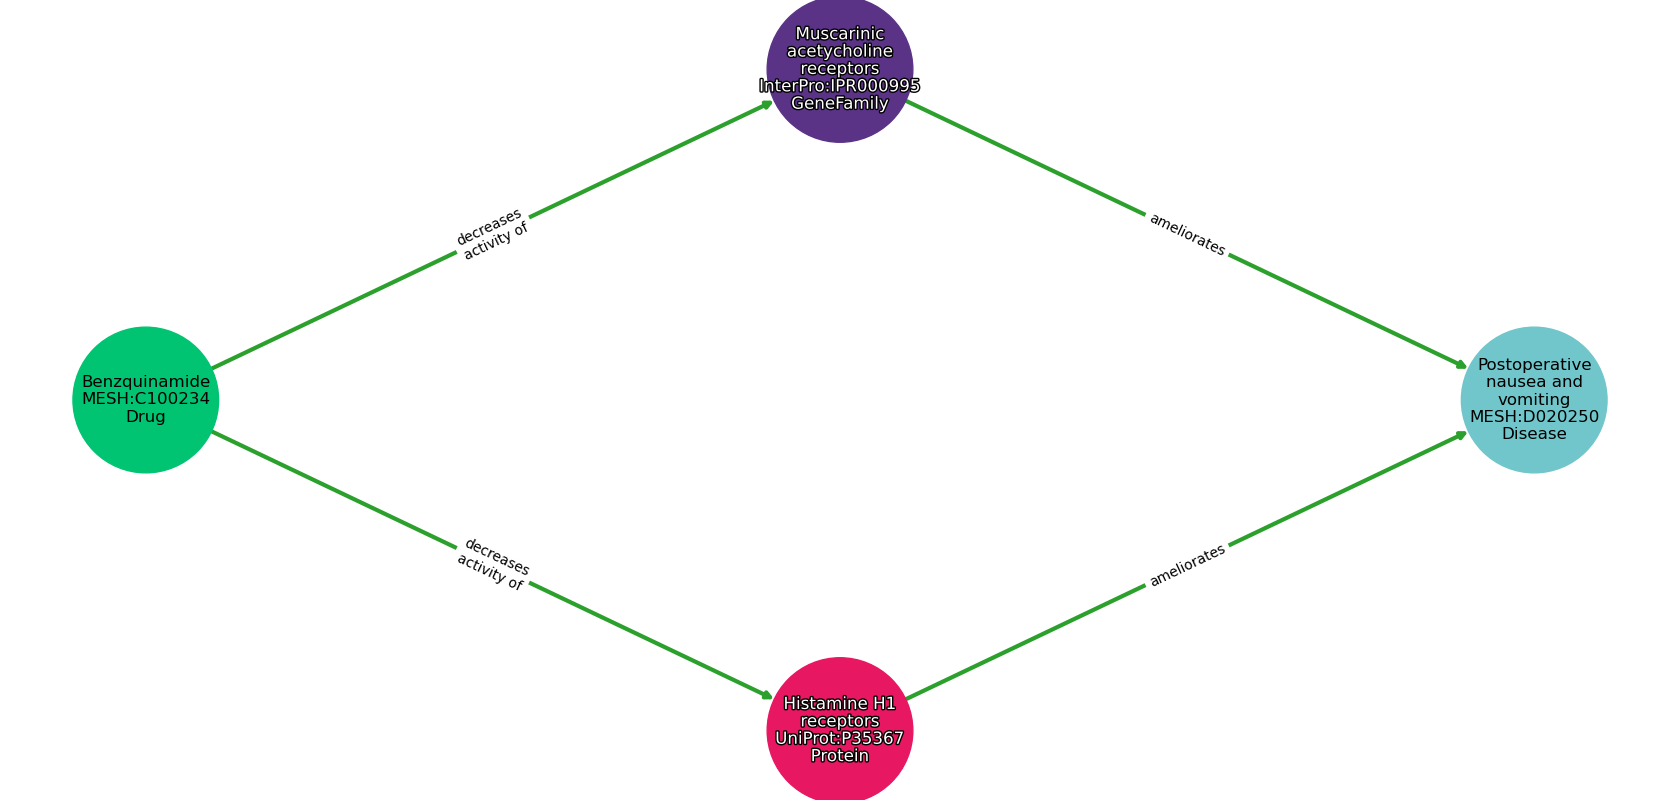 Muscarinic
acetycholine
receptors
InterPro:IPR000995
GeneFamily
decreases
activity of
ameliorates
Benzquinamide
MESH:C100234
Drug
Postoperative
nausea and
vomiting
MESH:D020250
Disease
decreases
activity of
ameliorates
Histamine H1
receptors
UniProt:P35367
Protein